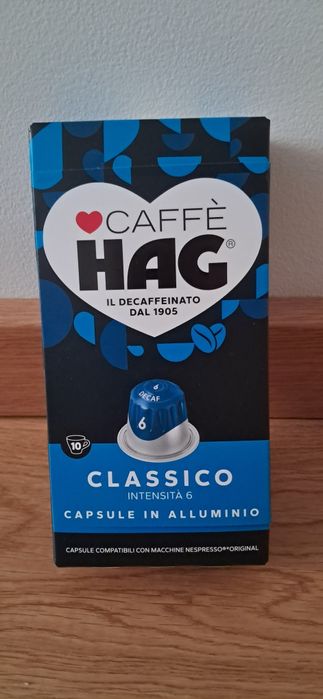 CAFFÈ
HAG®
IL DECAFFEINATO
DAL 1905
6
DECAF
6
10
CLASSICO
INTENSITÀ 6
CAPSULE IN ALLUMINIO
CAPSULE COMPATIBILI CON MACCHINE NESPRESSO®*ORIGINAL